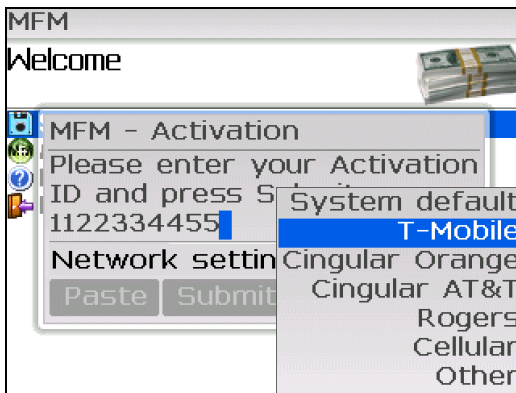 MFM
Welcome
MFM - Activation
Please enter your Activation
ID and press
1122334455
Network
Paste Submit
System default
T-Mobile
Cingular Orange
Cingular AT&T
Rogers
Cellular
Other